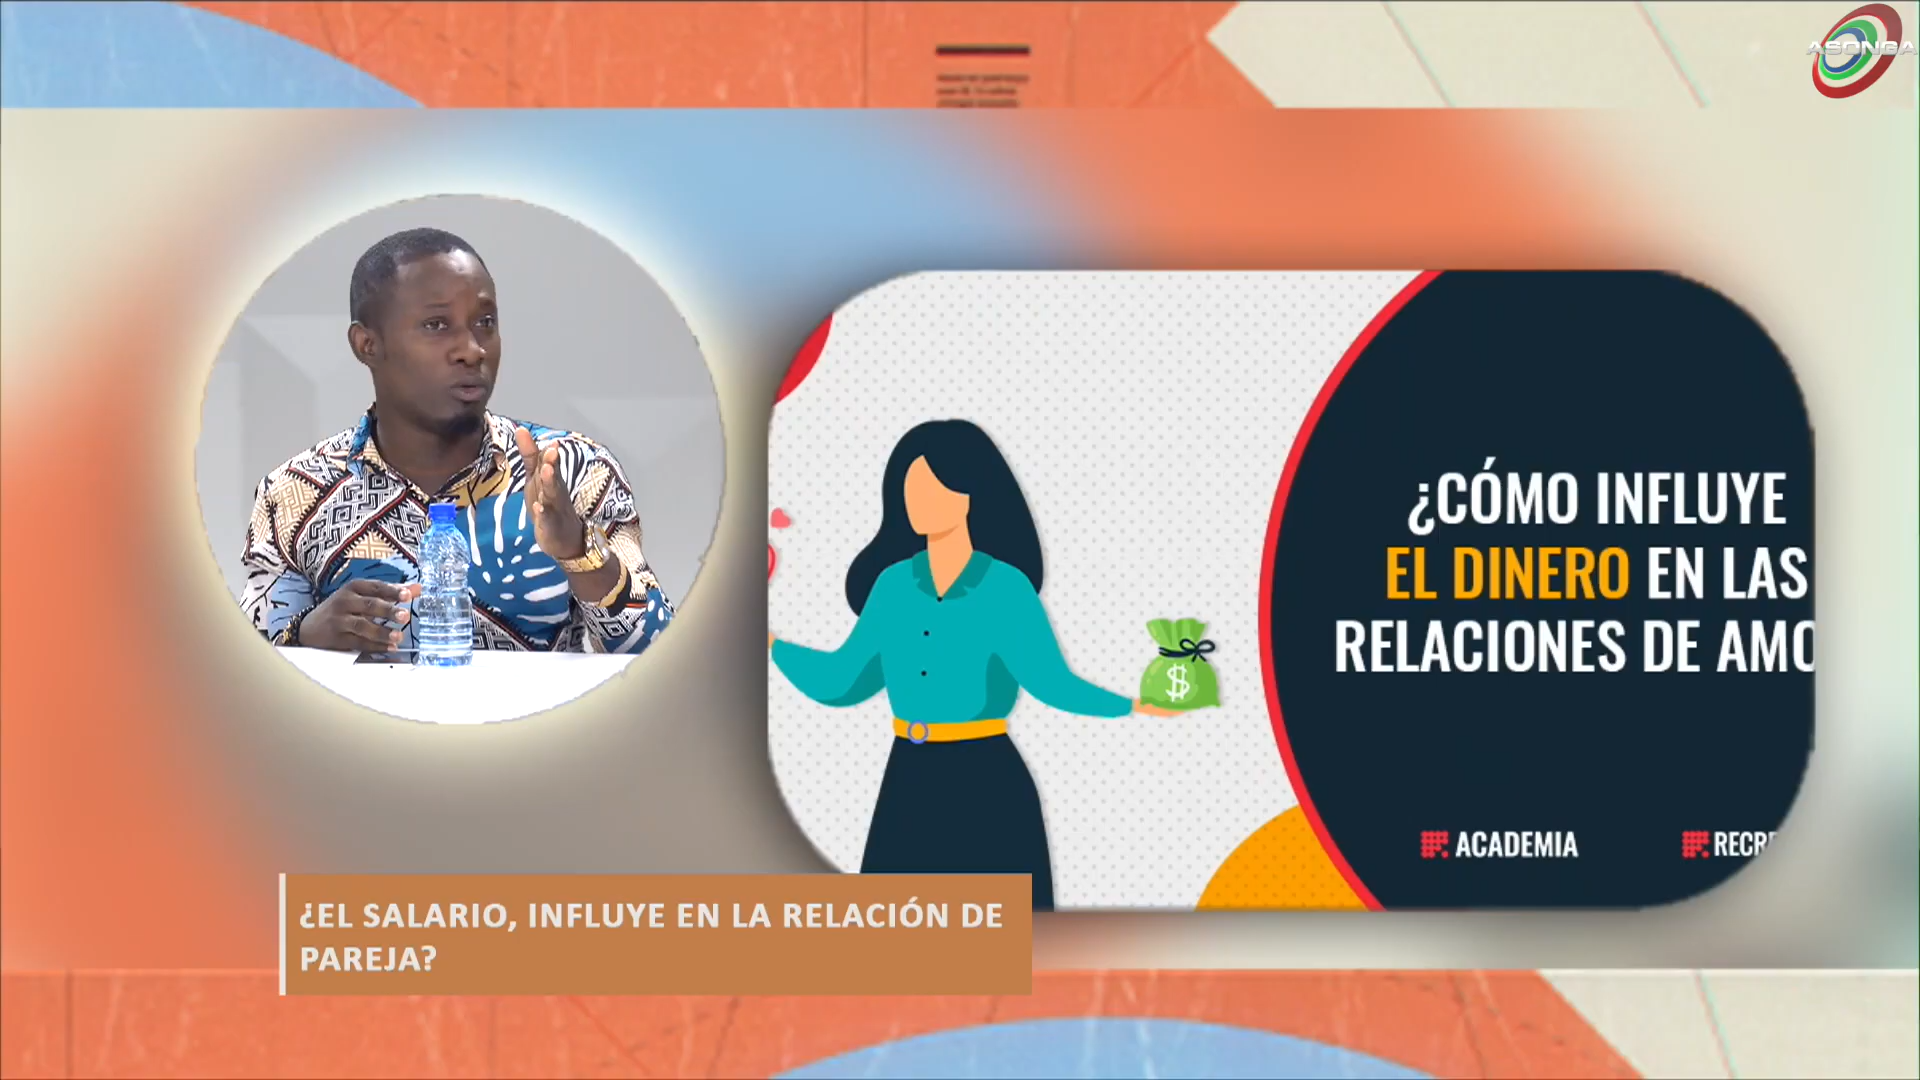 ASONGA
¿CÓMO INFLUYE
EL DINERO EN LAS
RELACIONES DE AMO
$
ACADEMIA
RECR
¿EL SALARIO, INFLUYE EN LA RELACIÓN DE
PAREJA?